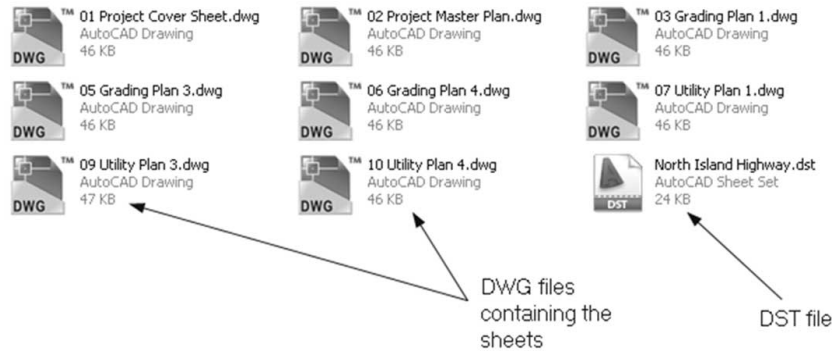 01 Project Cover Sheet.dwg
AutoCAD Drawing
46 KB
TM
DWG
02 Project Master Plan.dwg
AutoCAD Drawing
46 KB
TM
DWG
03 Grading Plan 1.dwg
AutoCAD Drawing
46 KB
TM
DWG
05 Grading Plan 3.dwg
AutoCAD Drawing
46 KB
TM
DWG
06 Grading Plan 4.dwg
AutoCAD Drawing
46 KB
TM
DWG
07 Utility Plan 1.dwg
AutoCAD Drawing
46 KB
TM
DWG
09 Utility Plan 3.dwg
AutoCAD Drawing
47 KB
TM
DWG
10 Utility Plan 4.dwg
AutoCAD Drawing
46 KB
TM
DWG
North Island Highway.dst
AutoCAD Sheet Set
24 KB
DST
DWG files
containing the
sheets
DST file